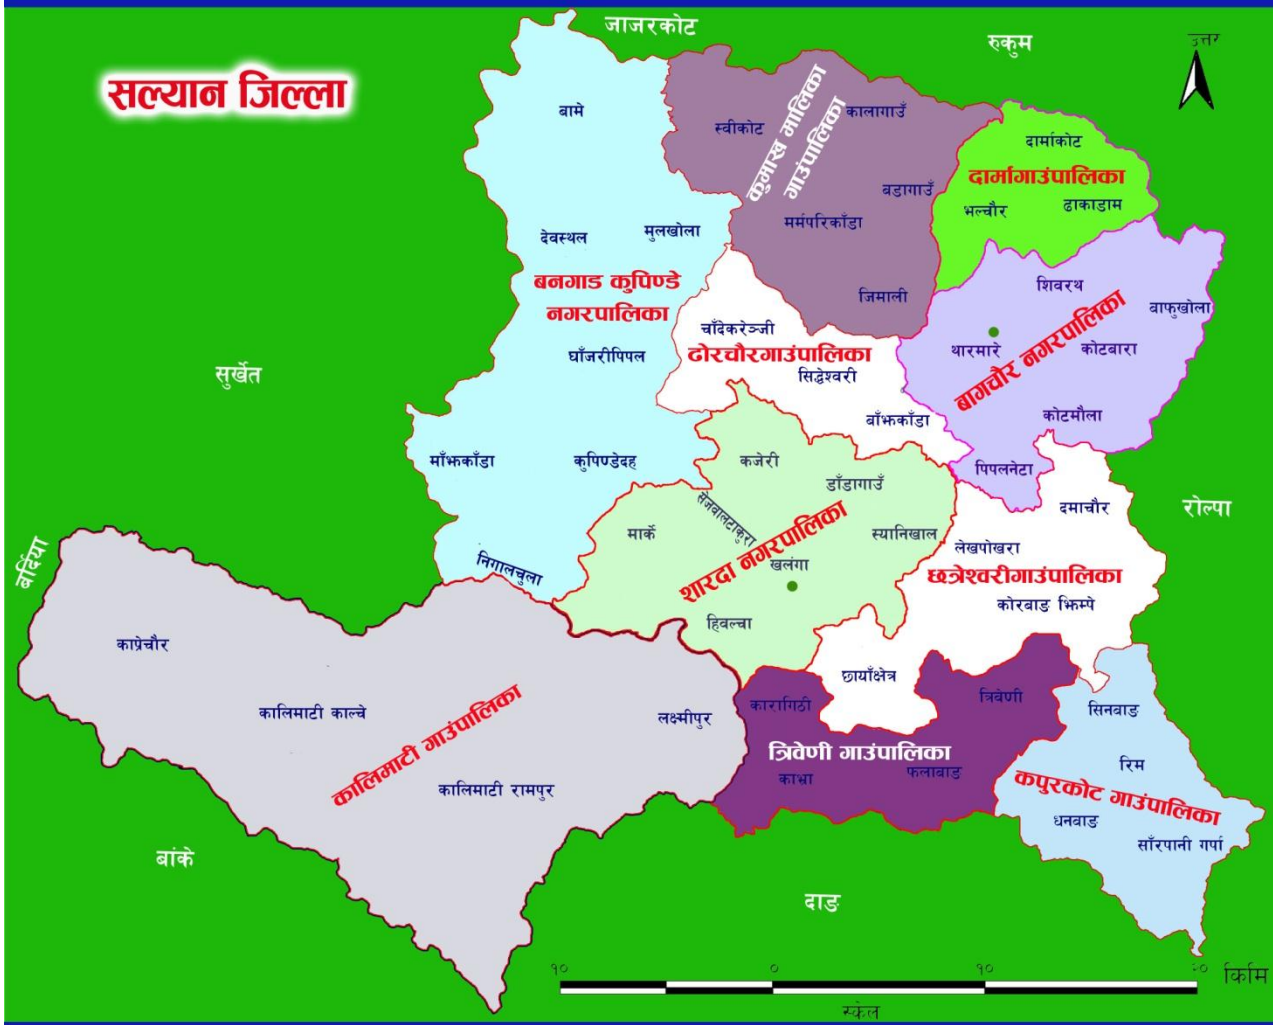 जाजरकोट
रुकुम
उत्तर
सल्यान जिल्ला
बामे
स्वीकोट
कुमाख मालिका
गाउंपालिका
कालागाउँ
दार्माकोट
दार्मागाउंपालिका
बडागाउँ
भल्चौर
ढाकाडाम
मर्मपरिकाँडा
देवस्थल
मुलखोला
बनगाड कुपिण्डे
नगरपालिका
जिमाली
शिवरथ
बाफुखोला
चाँदेकरेञ्जी
ढोरचौरगाउंपालिका
सिद्धेश्वरी
घाँजरीपिपल
थारमारे
कोटबारा
बागचौर नगरपालिका
सुर्खेत
बाँझकाँडा
कोटमौला
माँझकाँडा
कुपिण्डेदह
कजेरी
पिपलनेटा
डाँडागाउँ
दमाचौर
रोल्पा
मार्के
सेजवालटाकुरा
शारदा नगरपालिका
स्यानिखाल
लेखपोखरा
बर्दिया
निगालचुला
खलंगा
छत्रेश्वरीगाउंपालिका
कोरबाङ झिम्पे
हिवल्चा
काप्रेचौर
छायाँक्षेत्र
कालिमाटी काल्चे
लक्ष्मीपुर
कारागिठी
त्रिवेणी
सिनबाङ
कालिमाटी गाउंपालिका
त्रिवेणी गाउंपालिका
रिम
कालिमाटी रामपुर
काभ्रा
फलाबाङ
कपुरकोट गाउंपालिका
धनबाङ
साँरपानी गर्पा
बांके
दाङ
१० ० १० २० किमि
स्केल